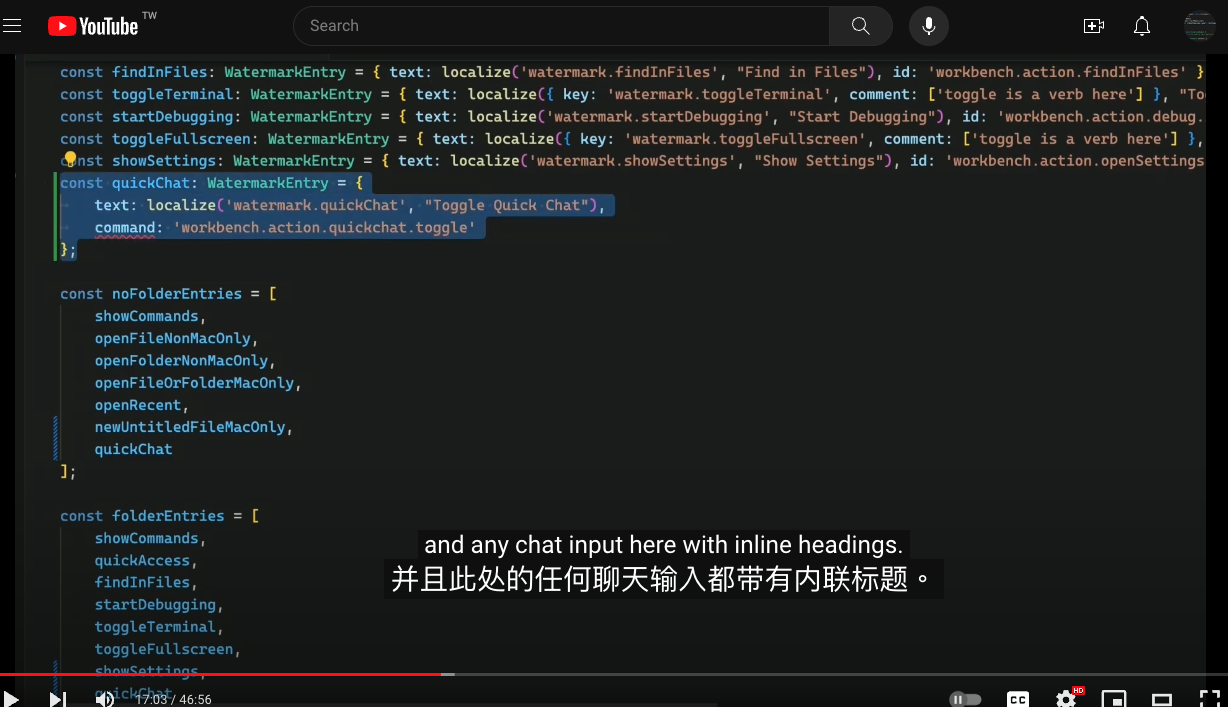 YouTube TW
Search
const findInFiles: WatermarkEntry = { text: localize('watermark.findInFiles', "Find in Files"), id: 'workbench.action.findInFiles' }
const toggleTerminal: WatermarkEntry = { text: localize({ key: 'watermark.toggleTerminal', comment: ['toggle is a verb here'] }, "To
const startDebugging: WatermarkEntry = { text: localize('watermark.startDebugging', "Start Debugging"), id: 'workbench.action.debug.
const toggleFullscreen: WatermarkEntry = { text: localize({ key: 'watermark.toggleFullscreen', comment: ['toggle is a verb here'] },
const showSettings: WatermarkEntry = { text: localize('watermark.showSettings', "Show Settings"), id: 'workbench.action.openSettings
const quickChat: WatermarkEntry = {
text: localize('watermark.quickChat', "Toggle Quick Chat"),
command: 'workbench.action.quickchat.toggle'
};
const noFolderEntries = [
showCommands,
openFileNonMacOnly,
openFolderNonMacOnly,
openFileOrFolderMacOnly,
openRecent,
newUntitledFileMacOnly,
quickChat
];
const folderEntries = [
showCommands,
quickAccess,
findInFiles,
startDebugging,
toggleTerminal,
toggleFullscreen,
showSettings,
quickChat
and any chat input here with inline headings.
并且此处的任何聊天输入都带有内联标题。
17:03 / 46:56
CC
HD